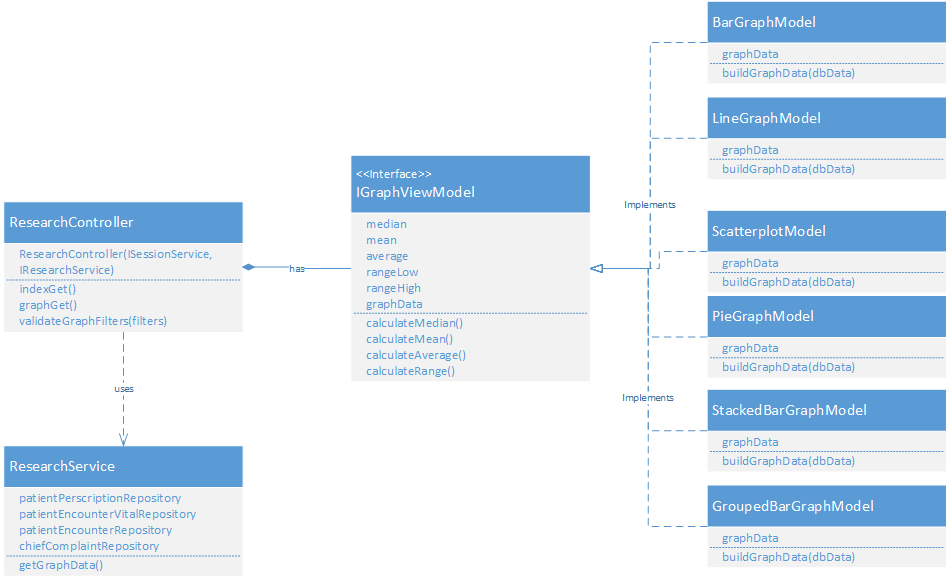 ResearchController
ResearchController(ISessionService,
IResearchService)
indexGet()
graphGet()
validateGraphFilters(filters)
uses
ResearchService
patientPerscriptionRepository
patientEncounterVitalRepository
patientEncounterRepository
chiefComplaintRepository
getGraphData()
has
<<Interface>>
IGraphViewModel
median
mean
average
rangeLow
rangeHigh
graphData
calculateMedian()
calculateMean()
calculateAverage()
calculateRange()
Implements
Implements
BarGraphModel
graphData
buildGraphData(dbData)
LineGraphModel
graphData
buildGraphData(dbData)
ScatterplotModel
graphData
buildGraphData(dbData)
PieGraphModel
graphData
buildGraphData(dbData)
StackedBarGraphModel
graphData
buildGraphData(dbData)
GroupedBarGraphModel
graphData
buildGraphData(dbData)